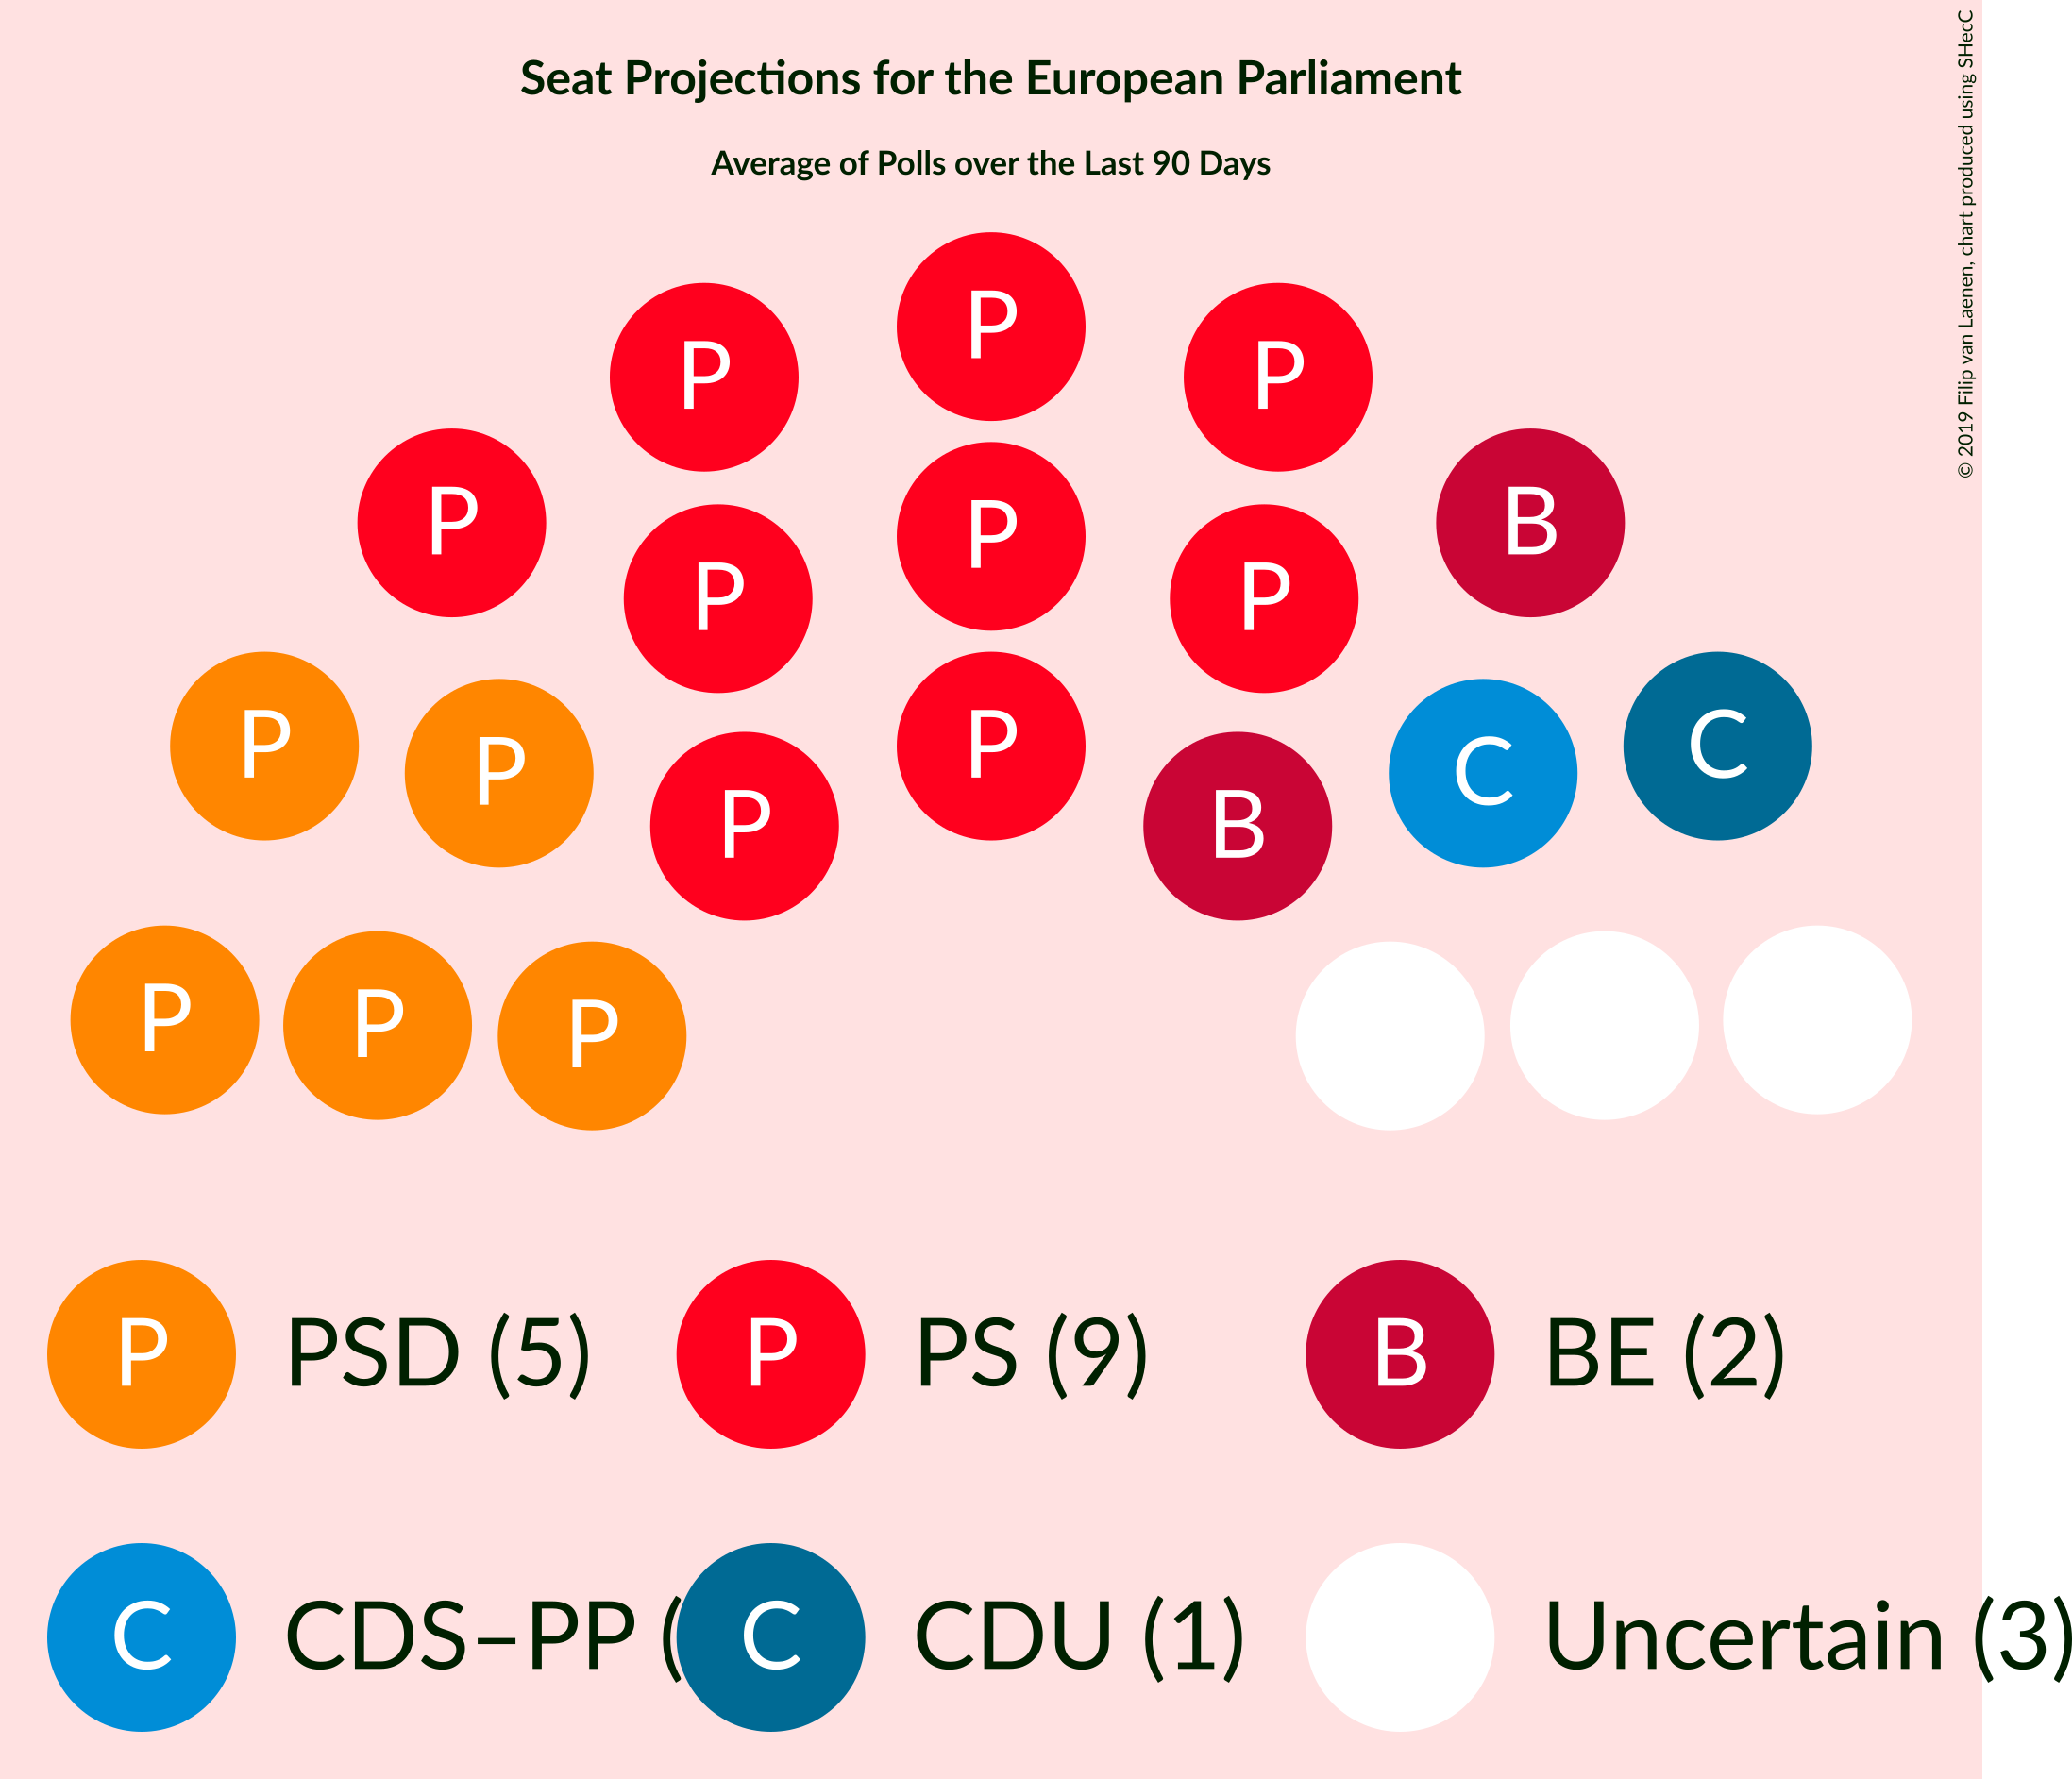 Seat Projections for the European Parliament
Average of Polls over the Last 90 Days
© 2019 Filip van Laenen, chart produced using SHecC
P
P P
P B
P
P P
P C
P C
P
P B
P P P
P PSD (5) P PS (9) B BE (2)
C CDS–PP ( C CDU (1) Uncertain (3)